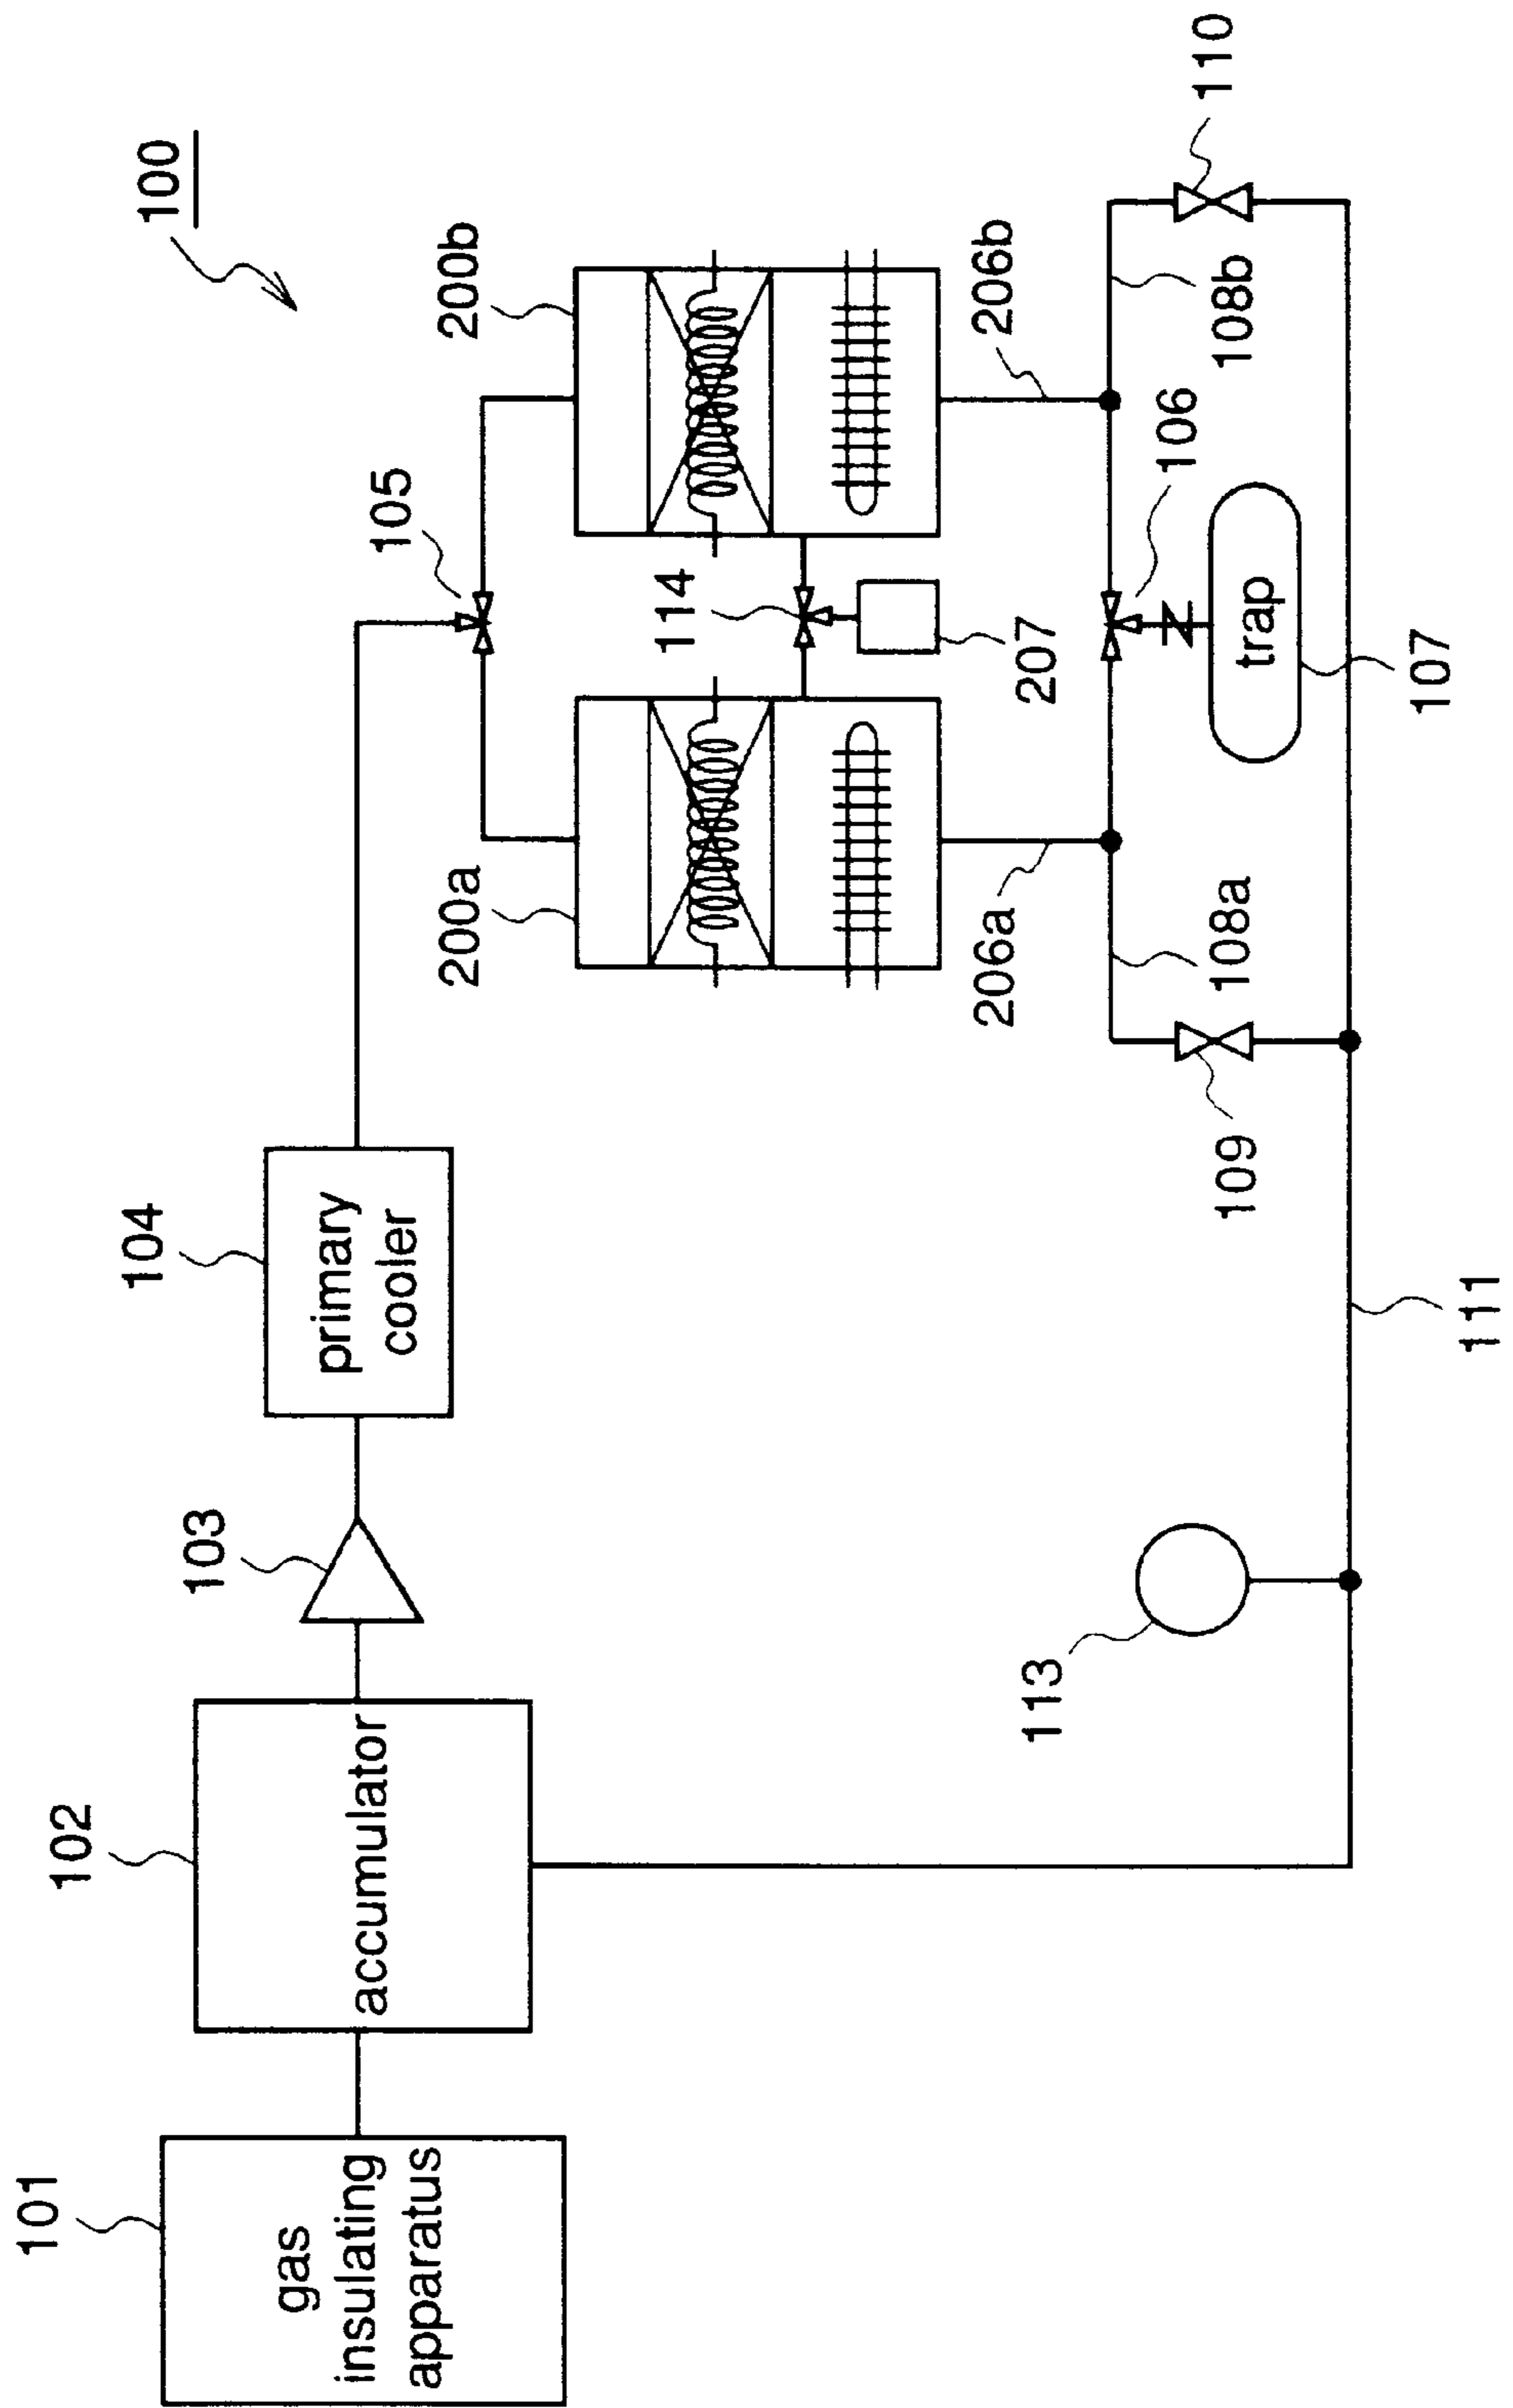 100
101
gas
insulating
apparatus
102
accumulator
103
104
primary
cooler
105
200a
200b
114
207
206a
206b
106
trap
107
108a
108b
109
110
111
113